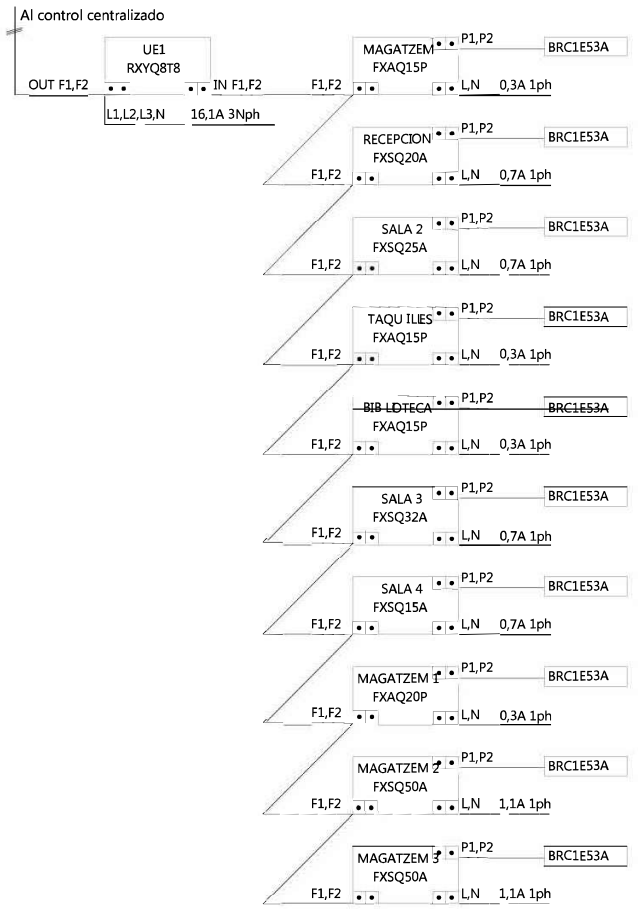 Al control centralizado
UE1
RXYQ8T8
OUT F1,F2
IN F1,F2
L1,L2,L3,N
16,1A 3Nph
MAGATZEM
FXAQ15P
P1,P2
BRC1E53A
F1,F2
L,N
0,3A 1ph
RECEPCION
FXSQ20A
P1,P2
BRC1E53A
F1,F2
L,N
0,7A 1ph
SALA 2
FXSQ25A
P1,P2
BRC1E53A
F1,F2
L,N
0,7A 1ph
TAQU ILLES
FXAQ15P
P1,P2
BRC1E53A
F1,F2
L,N
0,3A 1ph
BIB LIOTECA
FXAQ15P
P1,P2
BRC1E53A
F1,F2
L,N
0,3A 1ph
SALA 3
FXSQ32A
P1,P2
BRC1E53A
F1,F2
L,N
0,7A 1ph
SALA 4
FXSQ15A
P1,P2
BRC1E53A
F1,F2
L,N
0,7A 1ph
MAGATZEM 1
FXAQ20P
P1,P2
BRC1E53A
F1,F2
L,N
0,3A 1ph
MAGATZEM 2
FXSQ50A
P1,P2
BRC1E53A
F1,F2
L,N
1,1A 1ph
MAGATZEM 3
FXSQ50A
P1,P2
BRC1E53A
F1,F2
L,N
1,1A 1ph